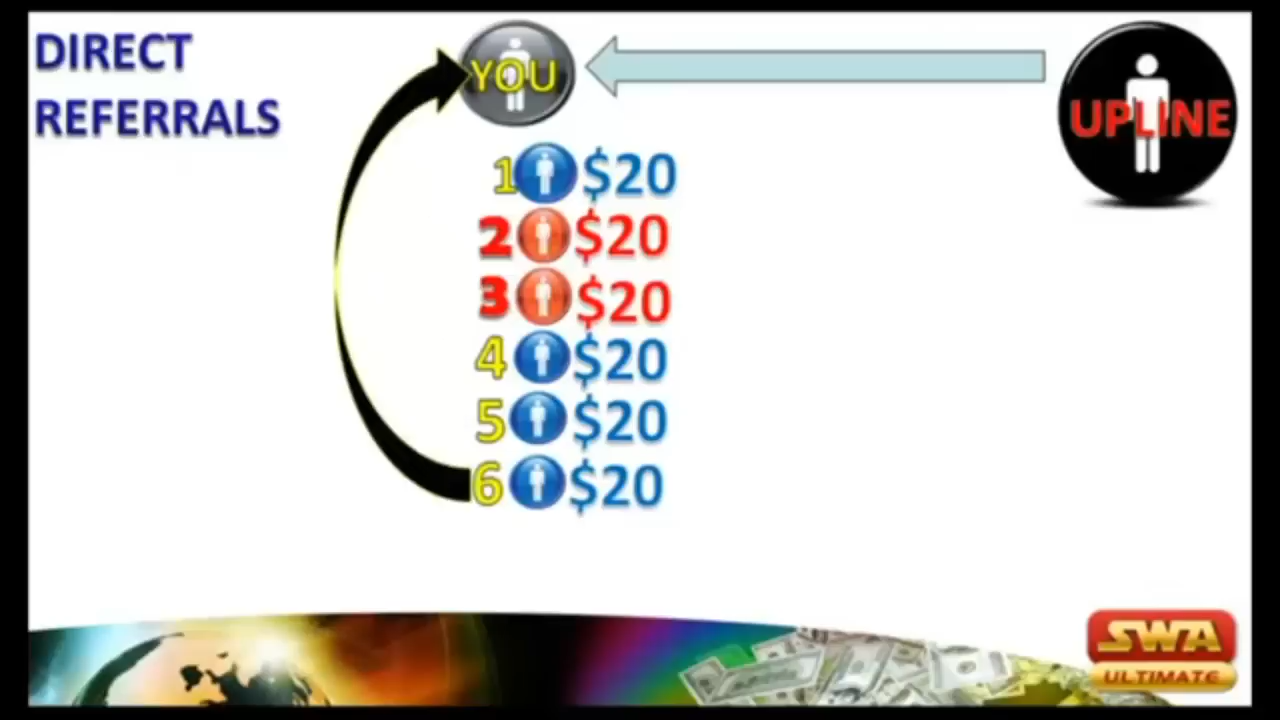 DIRECT
REFERRALS
YOU
UPLINE
1 $20
2 $20
3 $20
4 $20
5 $20
6 $20
SWA
ULTIMATE